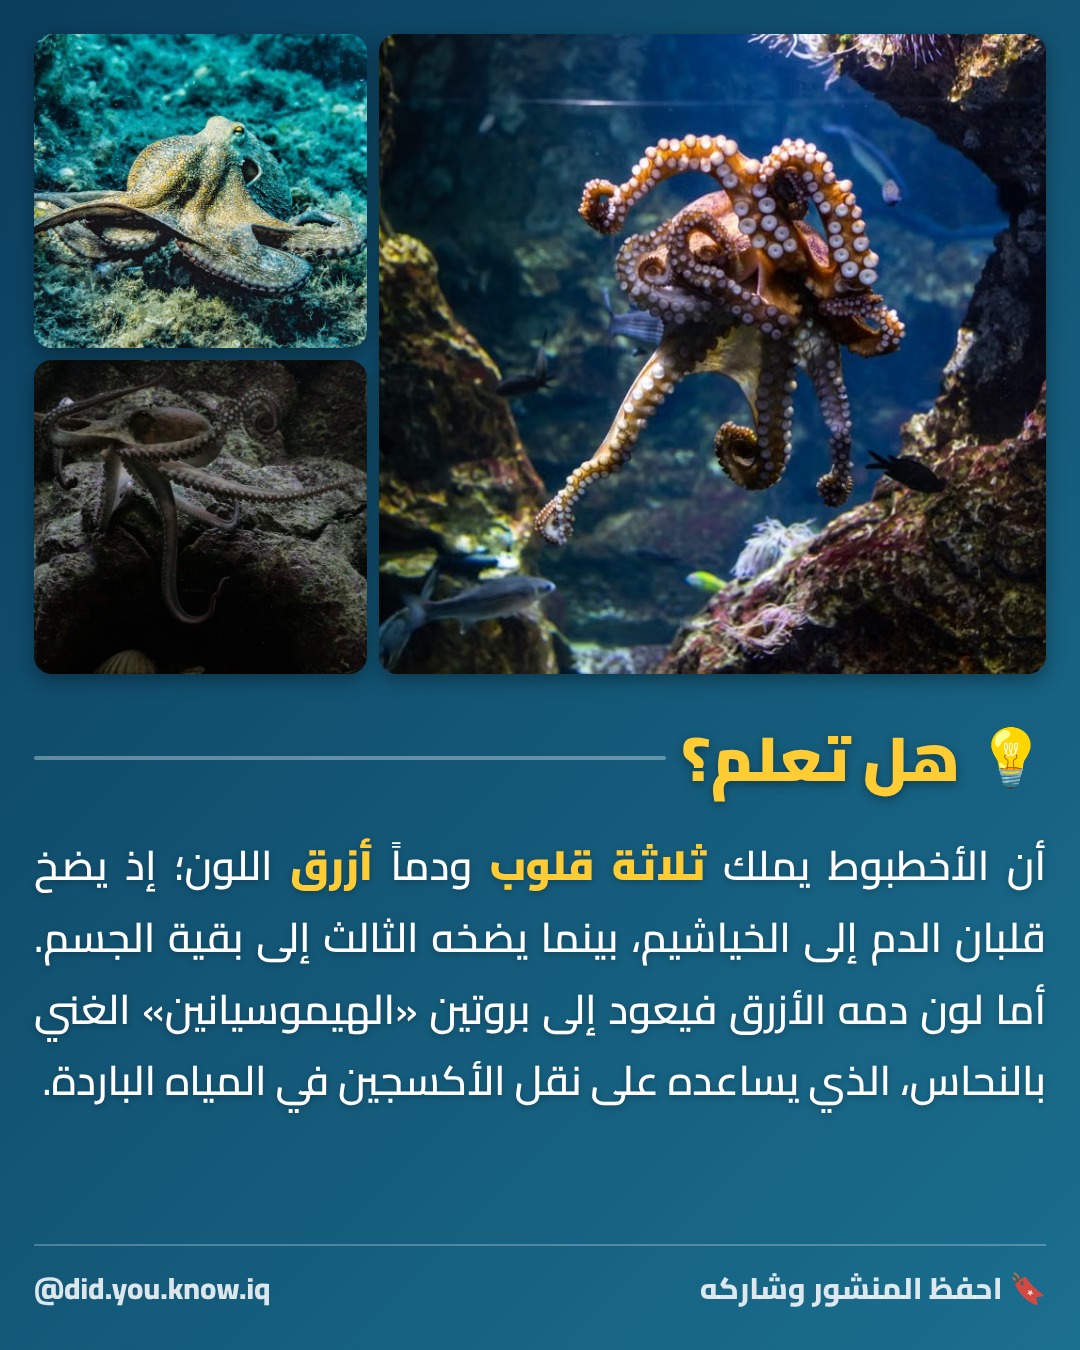 💡 هل تعلم؟
أن الأخطبوط يملك ثلاثة قلوب ودماً أزرق اللون؛ إذ يضخ
قلبان الدم إلى الخياشيم، بينما يضخه الثالث إلى بقية الجسم.
أما لون دمه الأزرق فيعود إلى بروتين «الهيموسيانين» الغني
بالنحاس، الذي يساعده على نقل الأكسجين في المياه الباردة.
🔖 احفظ المنشور وشاركه
@did.you.know.iq